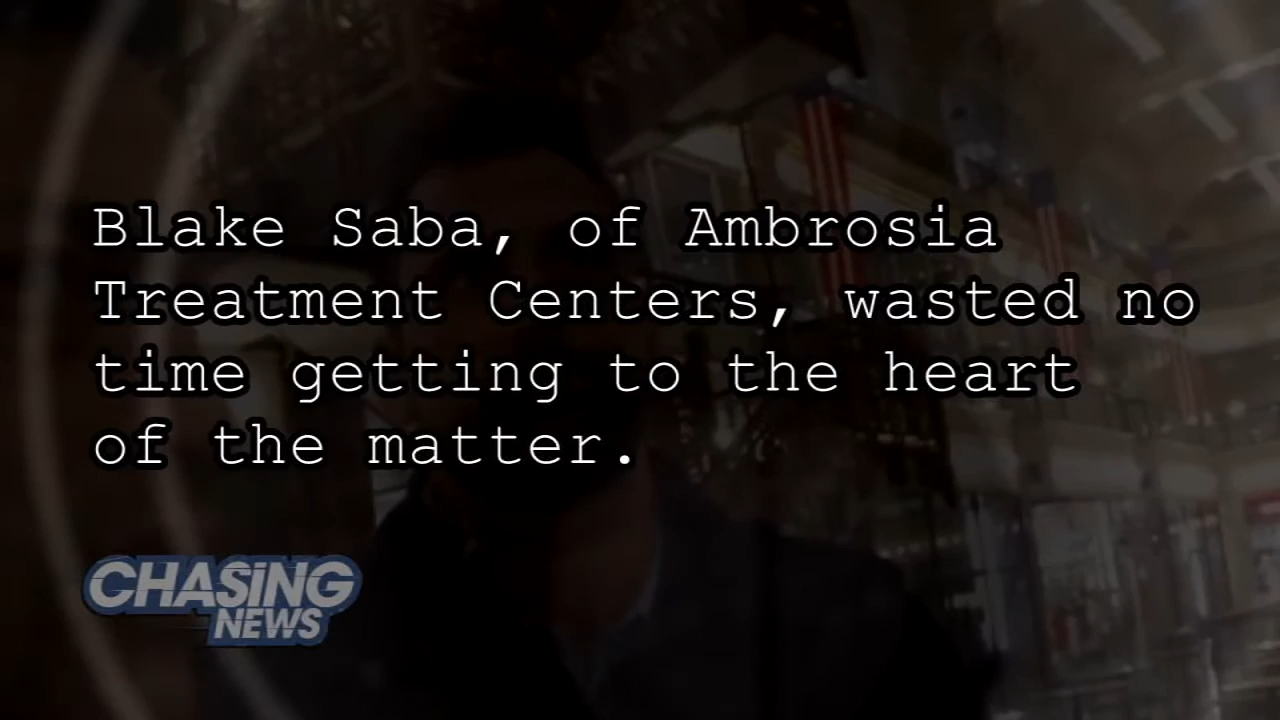 Blake Saba, of Ambrosia
Treatment Centers, wasted no
time getting to the heart
of the matter.
CHASiNG
NEWS